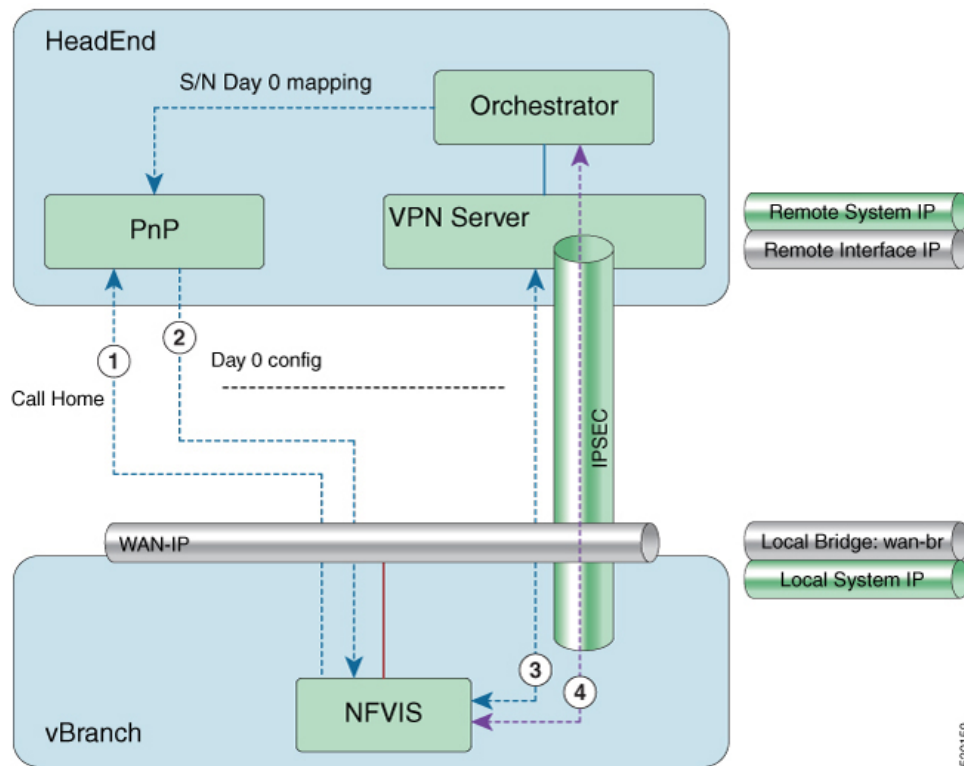 HeadEnd
S/N Day 0 mapping
Orchestrator
PnP
VPN Server
Remote System IP
Remote Interface IP
1
2
Day 0 config
Call Home
IPSEC
WAN-IP
Local Bridge: wan-br
Local System IP
3
4
NFVIS
vBranch